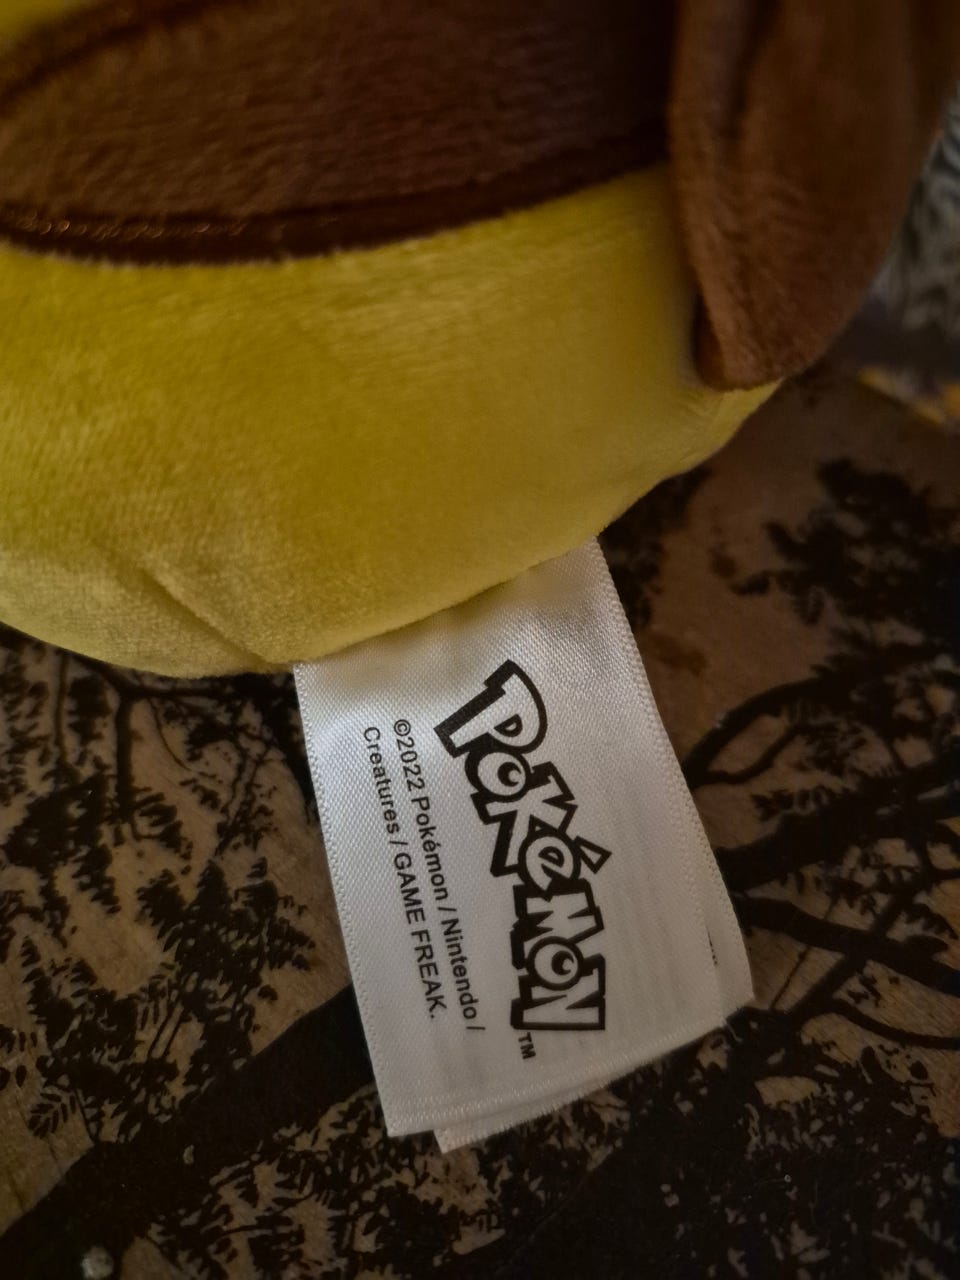 Pokémon™
©2022 Pokémon / Nintendo /
Creatures / GAME FREAK.